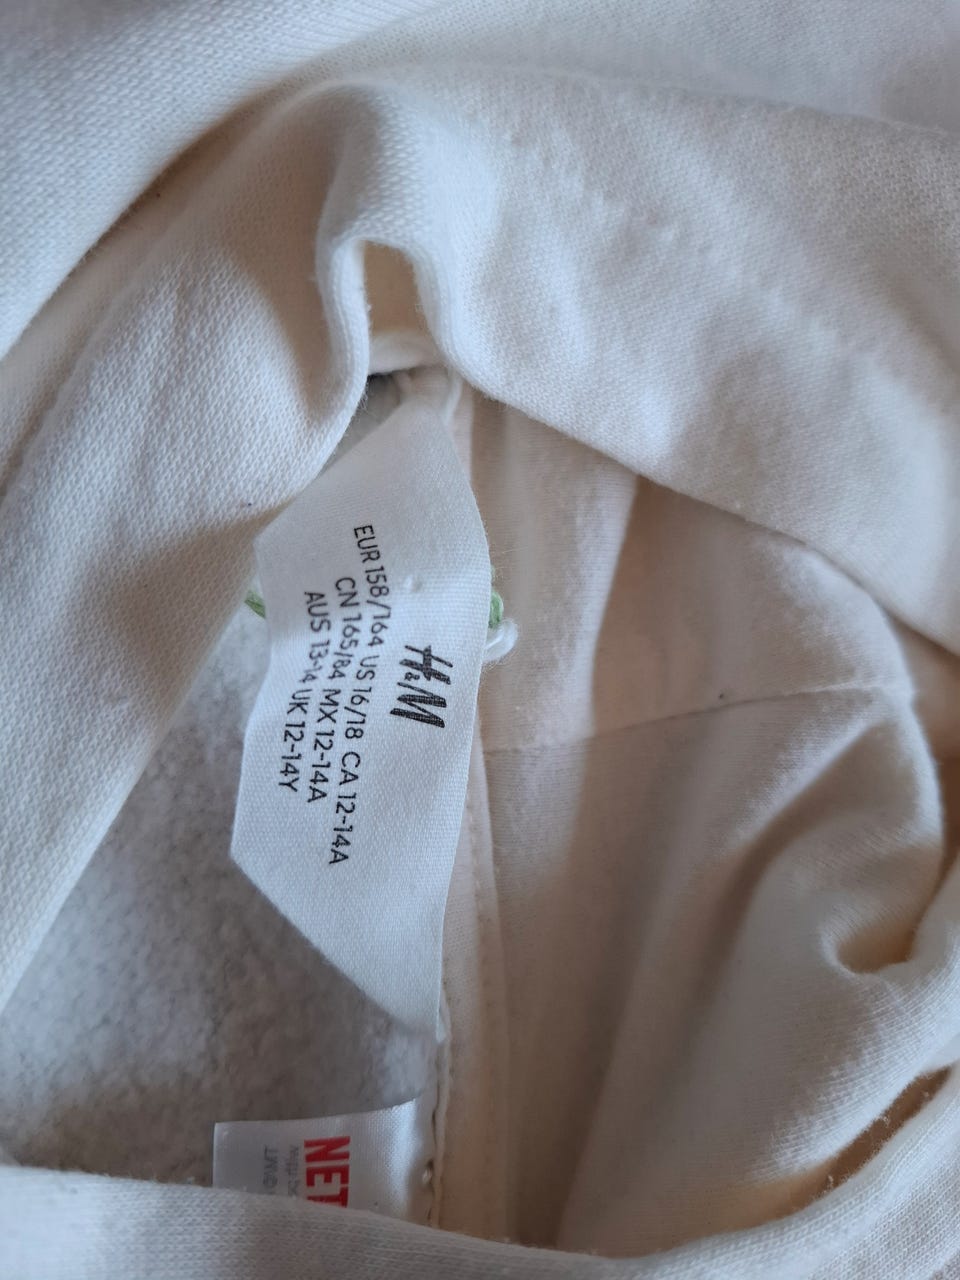 H&M
EUR 158/164 US 16/18 CA 12-14A
CN 165/84 MX 12-14A
AUS 13-14 UK 12-14Y
NET